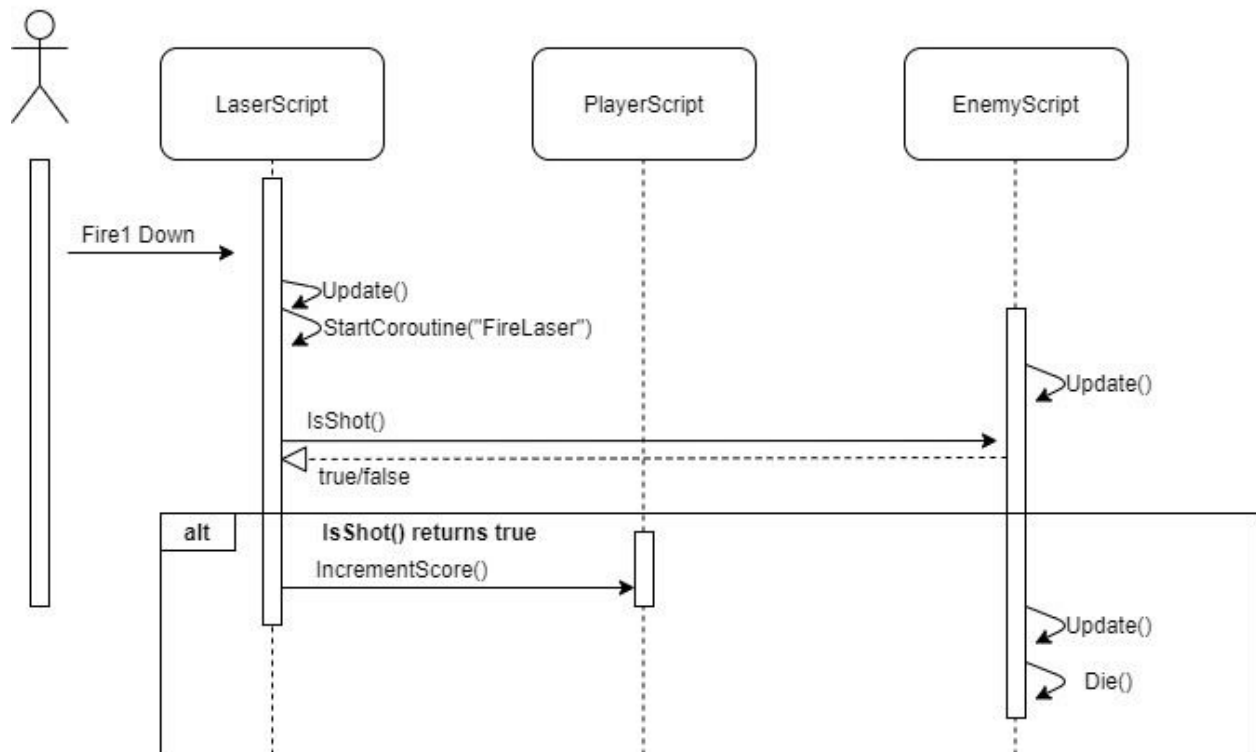 LaserScript
PlayerScript
EnemyScript
Fire1 Down
Update()
StartCoroutine("FireLaser")
Update()
IsShot()
true/false
alt
IsShot() returns true
IncrementScore()
Update()
Die()